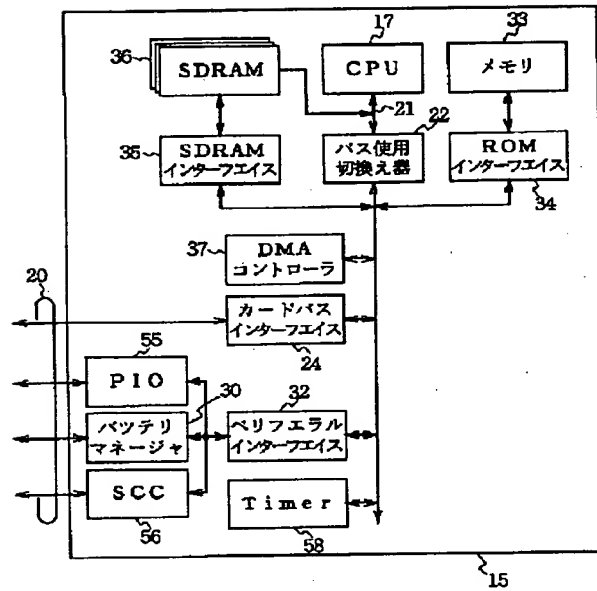 36
SDRAM
17
CPU
33
メモリ
21
22
35
SDRAM
インターフエイス
バス使用
切換え器
ROM
インターフエイス
34
37
DMA
コントローラ
20
カードバス
インターフエイス
24
55
PIO
30
バツテリ
マネージャ
32
ペリフエラル
インターフエイス
SCC
56
Timer
58
15